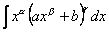 ∫ x^α (ax^β + b)^γ dx